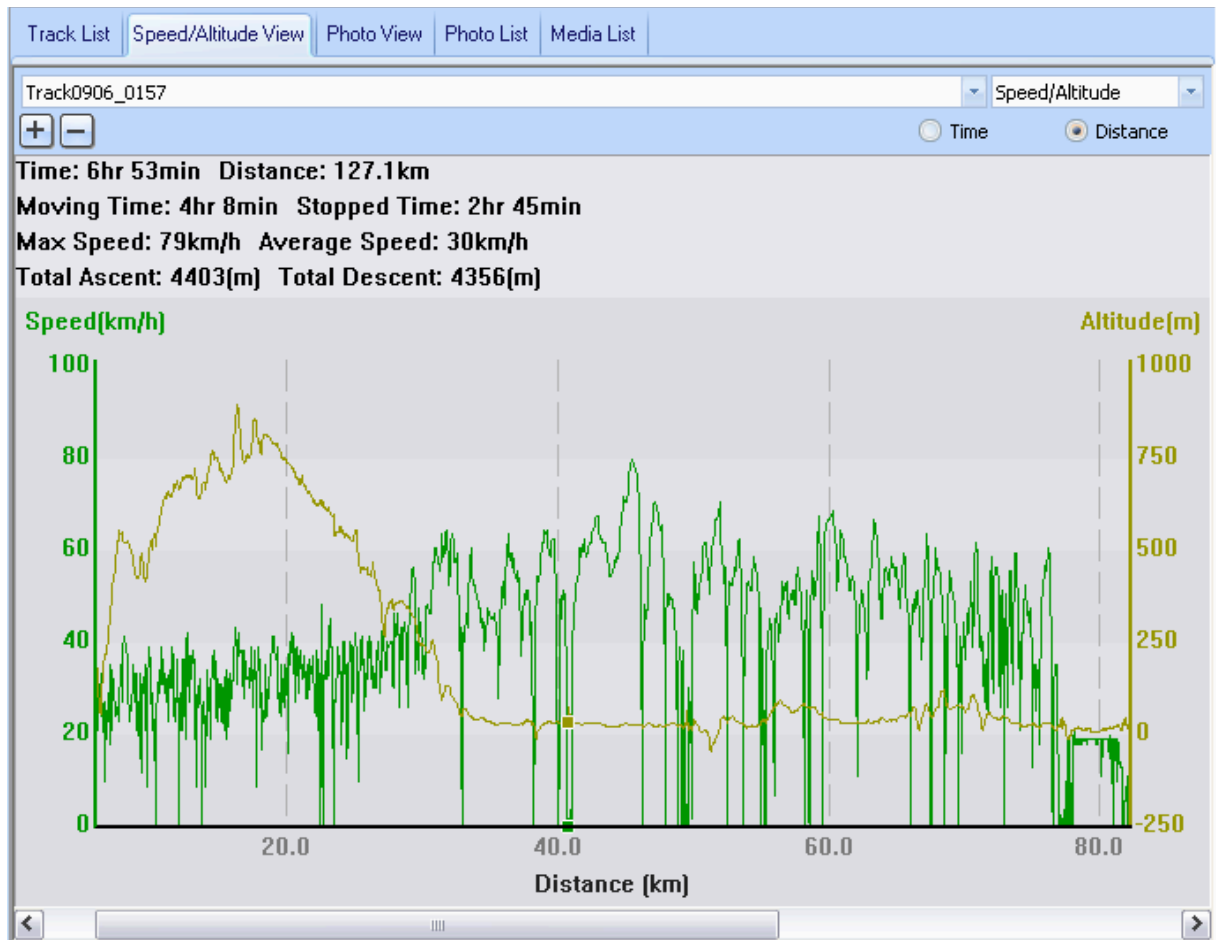 Track List Speed/Altitude View Photo View Photo List Media List
Track0906_0157 Speed/Altitude
Time Distance
Time: 6hr 53min Distance: 127.1km
Moving Time: 4hr 8min Stopped Time: 2hr 45min
Max Speed: 79km/h Average Speed: 30km/h
Total Ascent: 4403(m) Total Descent: 4356(m)
Speed(km/h) Altitude(m)
100 1000
80 750
60 500
40 250
20 0
0 -250
20.0 40.0 60.0 80.0
Distance (km)